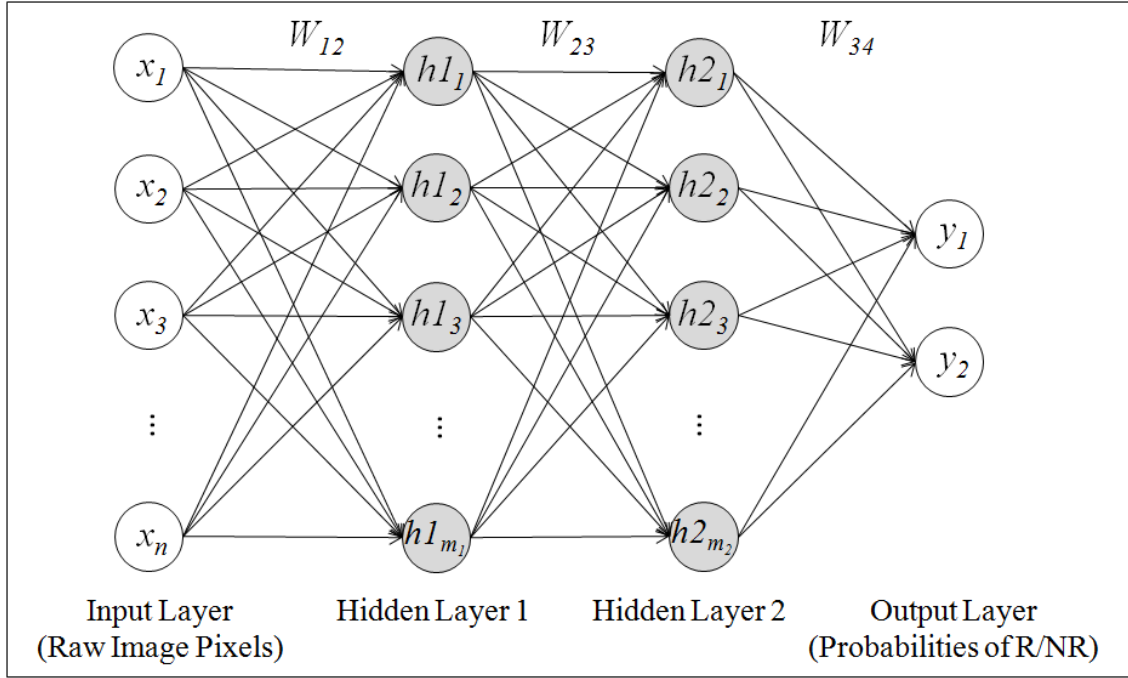 W₁₂ W₂₃ W₃₄
x₁ h1₁ h2₁
x₂ h1₂ h2₂
y₁
x₃ h1₃ h2₃
y₂
⋮ ⋮ ⋮
xₙ h1ₘ₁ h2ₘ₂
Input Layer Hidden Layer 1 Hidden Layer 2 Output Layer
(Raw Image Pixels) (Probabilities of R/NR)